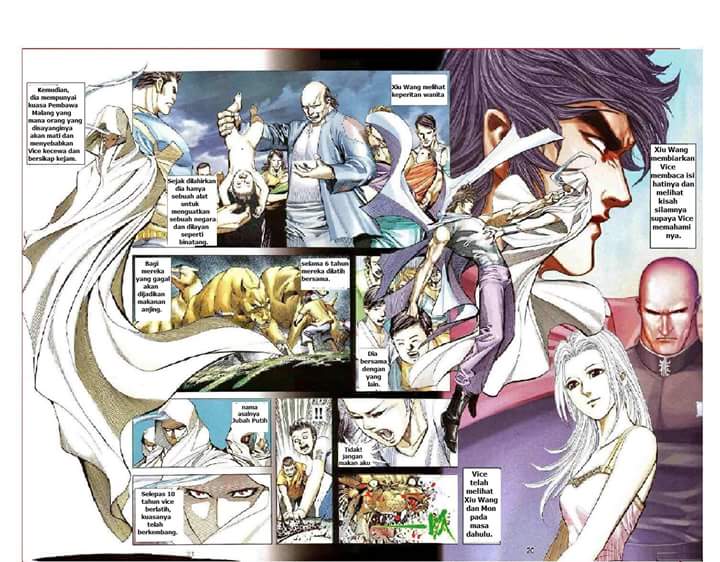 Xiu Wang
membiarkan
Vice
membaca isi
hatinya dan
melihat
kisah
silamnya
supaya Vice
memahami
nya.
Xiu Wang melihat
keperitan wanita
Kemudian,
dia mempunyai
kuasa Pembawa
Malang yang
mana orang yang
dinayanginya
akan mati dan
menyebabkan
Vice kecewa dan
bersikap kejam.
Sejak dilahirkan
dia hanya
sebuah alat
untuk
menguatkan
sebuah negara
dan dilayan
seperti
binatang.
selama 6 tahun
mereka dilatih
bersama.
Bagi
mereka
yang gagal
akan
dijadikan
makanan
anjing.
Dia
bersama
dengan
yang
lain.
nama
asalnya
Jubah Putih
!!
Tidak!
jangan
makan aku
Selepas 10
tahun vice
berlatih,
kuasanya
telah
berkembang.
Vice
telah
melihat
Xiu Wang
dan Mon
pada
masa
dahulu.
21
20